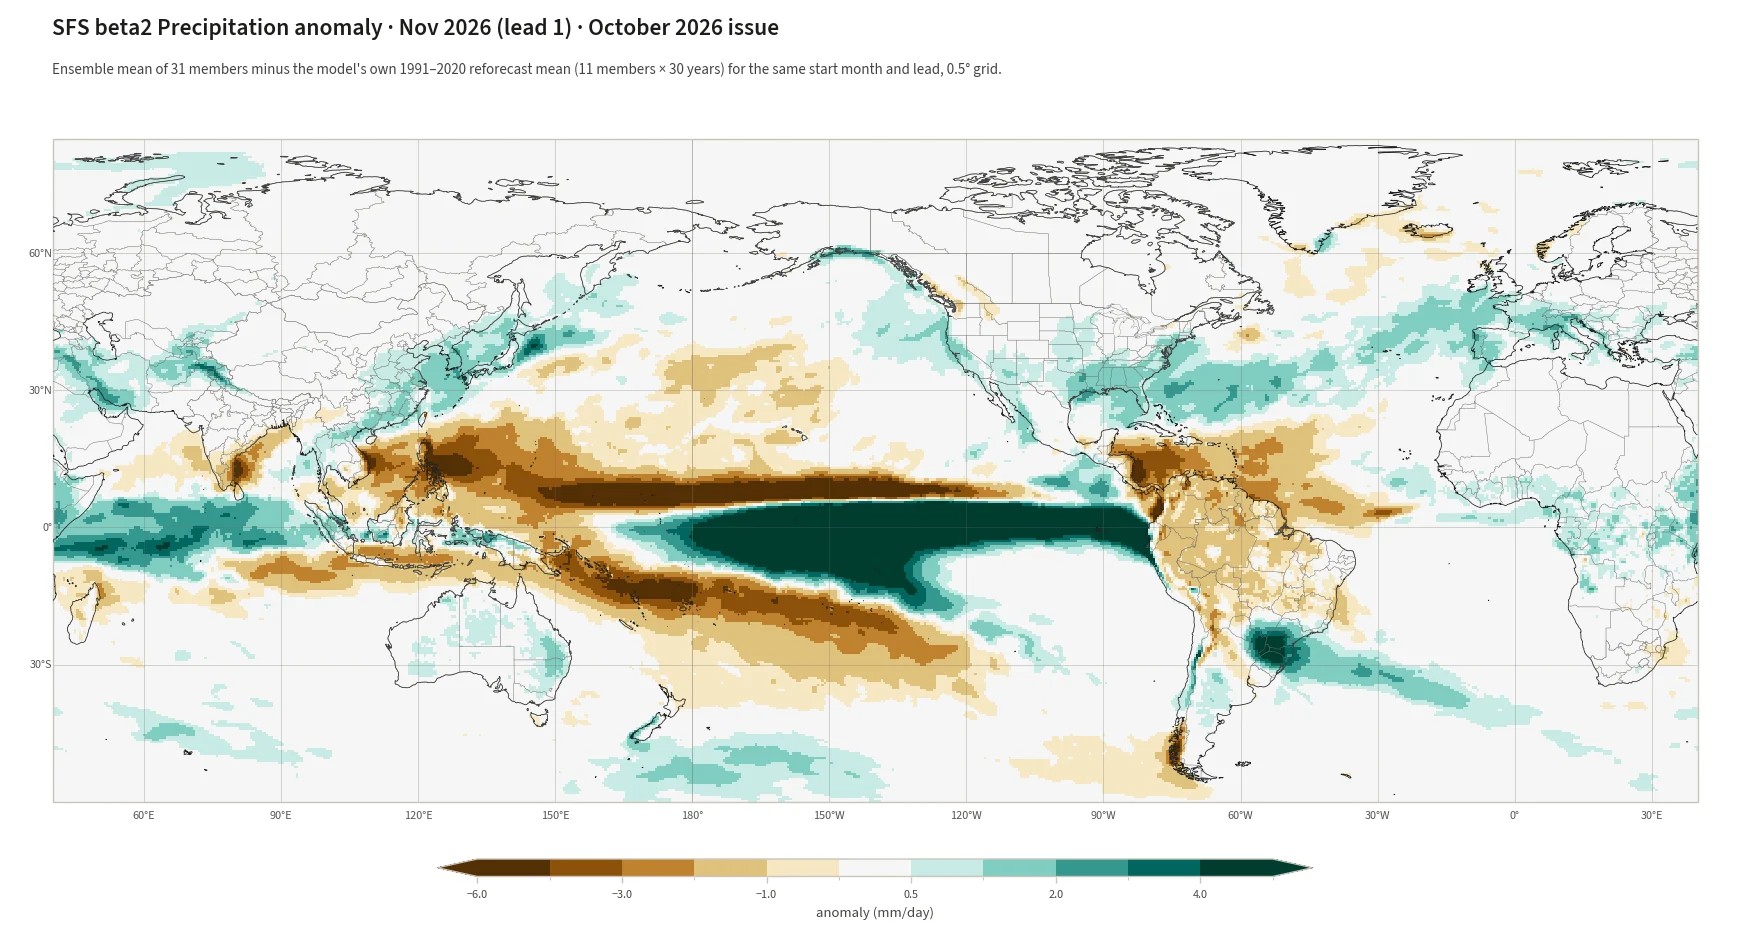 SFS beta2 Precipitation anomaly · Nov 2026 (lead 1) · October 2026 issue
Ensemble mean of 31 members minus the model's own 1991–2020 reforecast mean (11 members × 30 years) for the same start month and lead, 0.5° grid.
60°N
30°N
0°
30°S
60°E
90°E
120°E
150°E
180°
150°W
120°W
90°W
60°W
30°W
0°
30°E
−6.0
−3.0
−1.0
0.5
2.0
4.0
anomaly (mm/day)